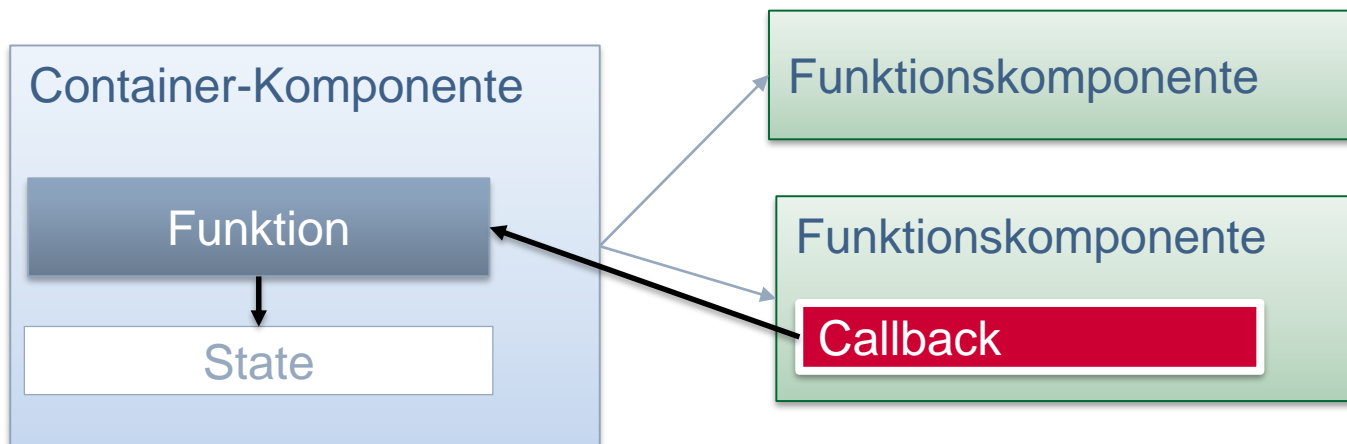 Container-Komponente
Funktion
State
Funktionskomponente
Funktionskomponente
Callback